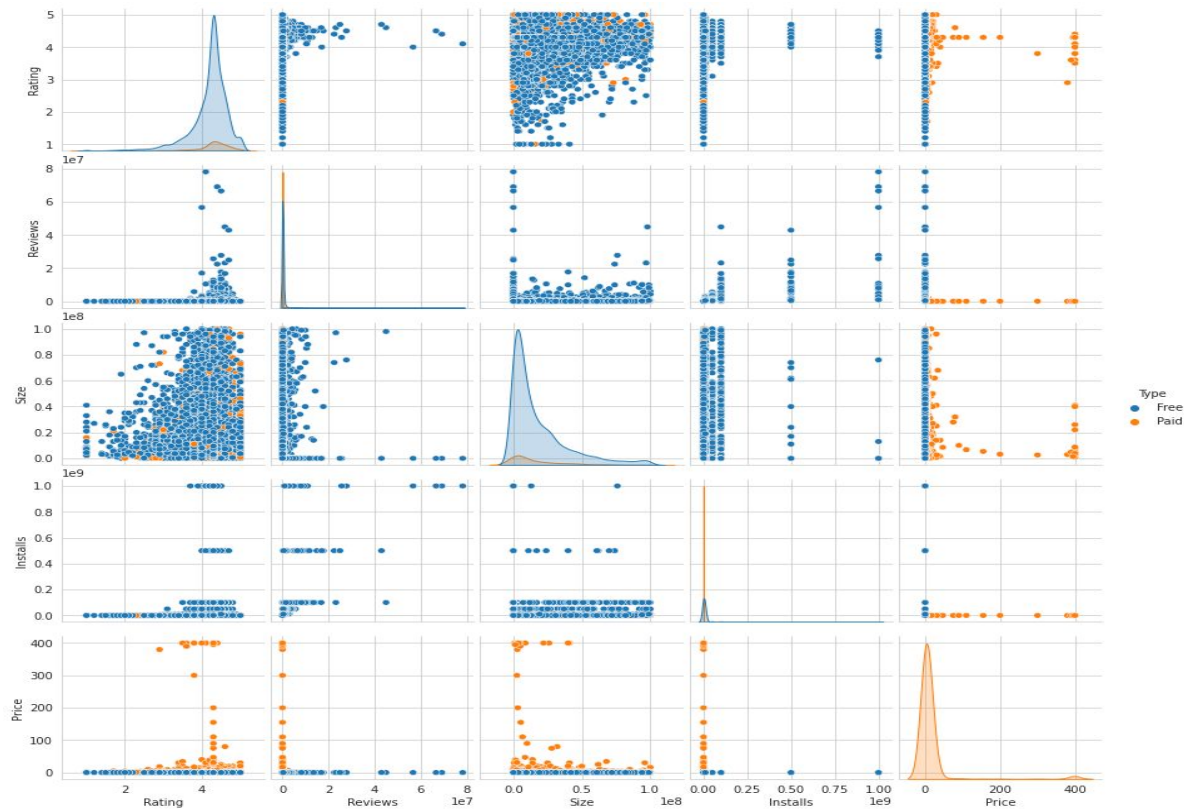 5
4
3
2
1
Rating
1e7
8
6
4
2
0
Reviews
1e8
1.0
0.8
0.6
0.4
0.2
0.0
Size
Type
Free
Paid
1e9
1.0
0.8
0.6
0.4
0.2
0.0
Installs
400
300
200
100
0
Price
2 4
Rating
0 2 4 6 8
Reviews 1e7
0.0 0.5 1.0
Size 1e8
0.00 0.25 0.50 0.75 1.00
Installs 1e9
0 200 400
Price